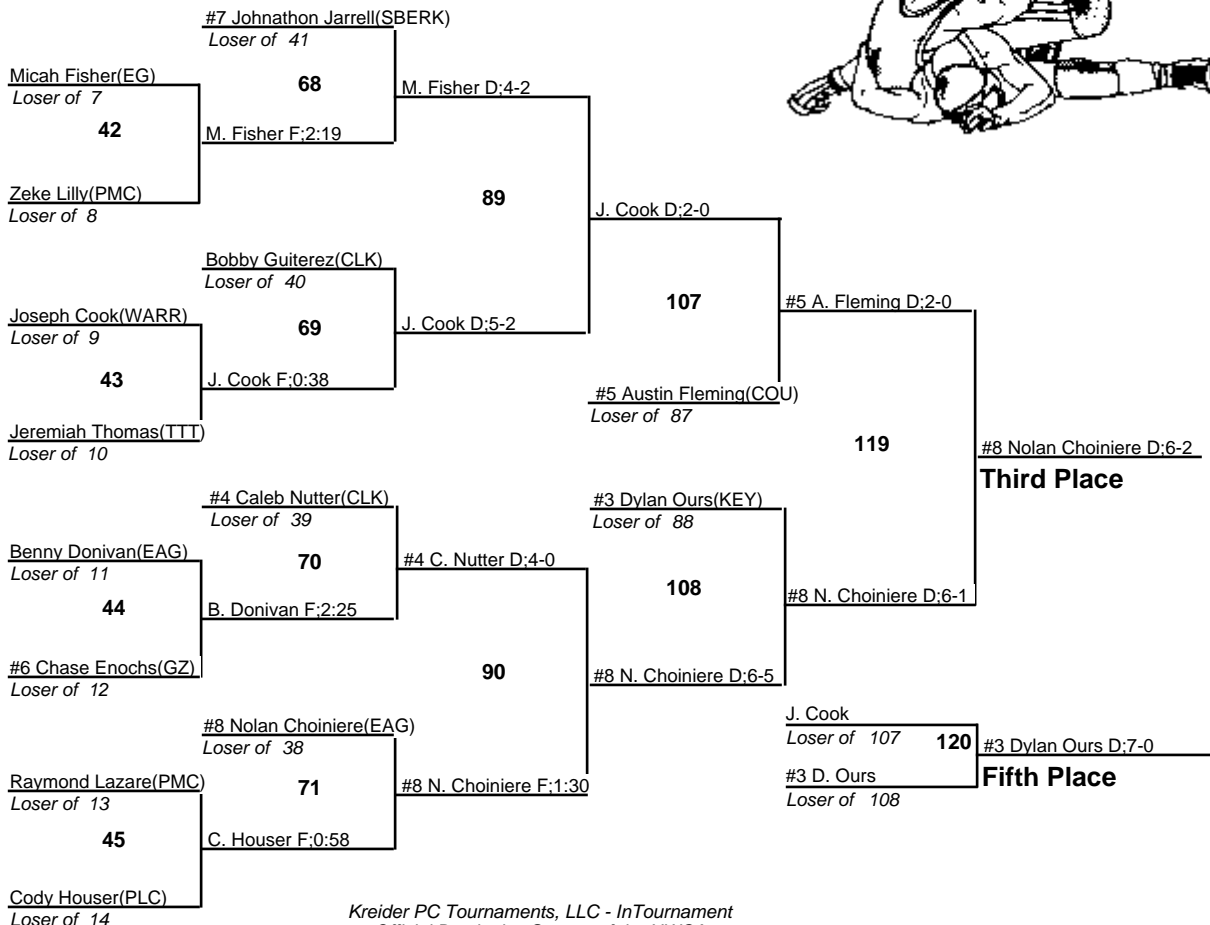 #7 Johnathon Jarrell(SBERK)
Loser of 41
Micah Fisher(EG)
Loser of 7
68
M. Fisher D;4-2
42
M. Fisher F;2:19
Zeke Lilly(PMC)
Loser of 8
89
J. Cook D;2-0
Bobby Guiterez(CLK)
Loser of 40
Joseph Cook(WARR)
Loser of 9
69
J. Cook D;5-2
107
#5 A. Fleming D;2-0
43
J. Cook F;0:38
#5 Austin Fleming(COU)
Loser of 87
Jeremiah Thomas(TTT)
Loser of 10
119
#8 Nolan Choiniere D;6-2
Third Place
#4 Caleb Nutter(CLK)
Loser of 39
#3 Dylan Ours(KEY)
Loser of 88
Benny Donivan(EAG)
Loser of 11
70
#4 C. Nutter D;4-0
108
#8 N. Choiniere D;6-1
44
B. Donivan F;2:25
#6 Chase Enochs(GZ)
Loser of 12
90
#8 N. Choiniere D;6-5
#8 Nolan Choiniere(EAG)
Loser of 38
J. Cook
Loser of 107
120
#3 Dylan Ours D;7-0
Fifth Place
#3 D. Ours
Loser of 108
Raymond Lazare(PMC)
Loser of 13
71
#8 N. Choiniere F;1:30
45
C. Houser F;0:58
Cody Houser(PLC)
Loser of 14
Kreider PC Tournaments, LLC - InTournament